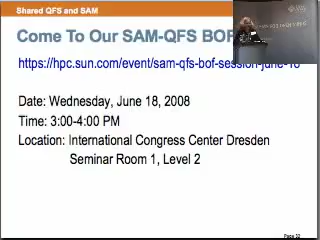 Shared QFS and SAM
Come To Our SAM-QFS BOF
https://hpc.sun.com/event/sam-qfs-bof-session-june-18
Date: Wednesday, June 18, 2008
Time: 3:00-4:00 PM
Location: International Congress Center Dresden
Seminar Room 1, Level 2
Page 32